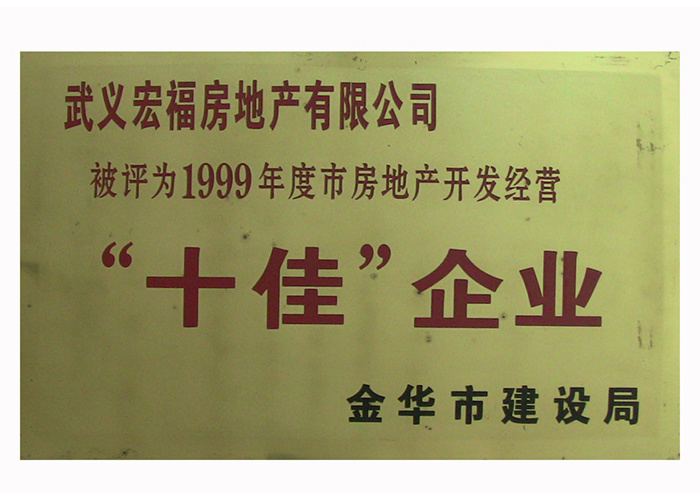 武义宏福房地产有限公司
被评为1999年度市房地产开发经营
“十佳”企业
金华市建设局